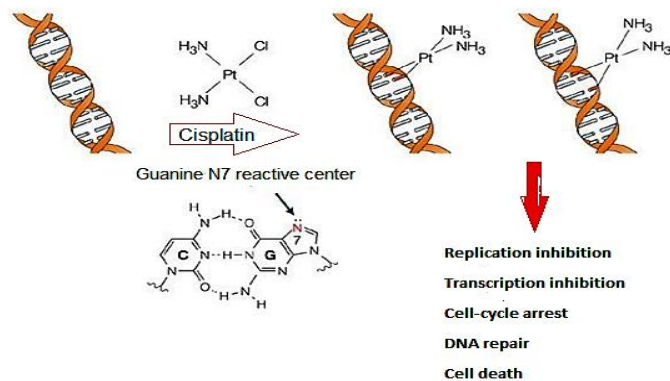 H3N
Cl
Pt
H3N
Cl
Cisplatin
NH3
NH3
Pt
NH3
NH3
Pt
Guanine N7 reactive center
H
N
H
O
N
7
C
N
H
N
G
N
N
N
O
H
N
H
Replication inhibition
Transcription inhibition
Cell-cycle arrest
DNA repair
Cell death